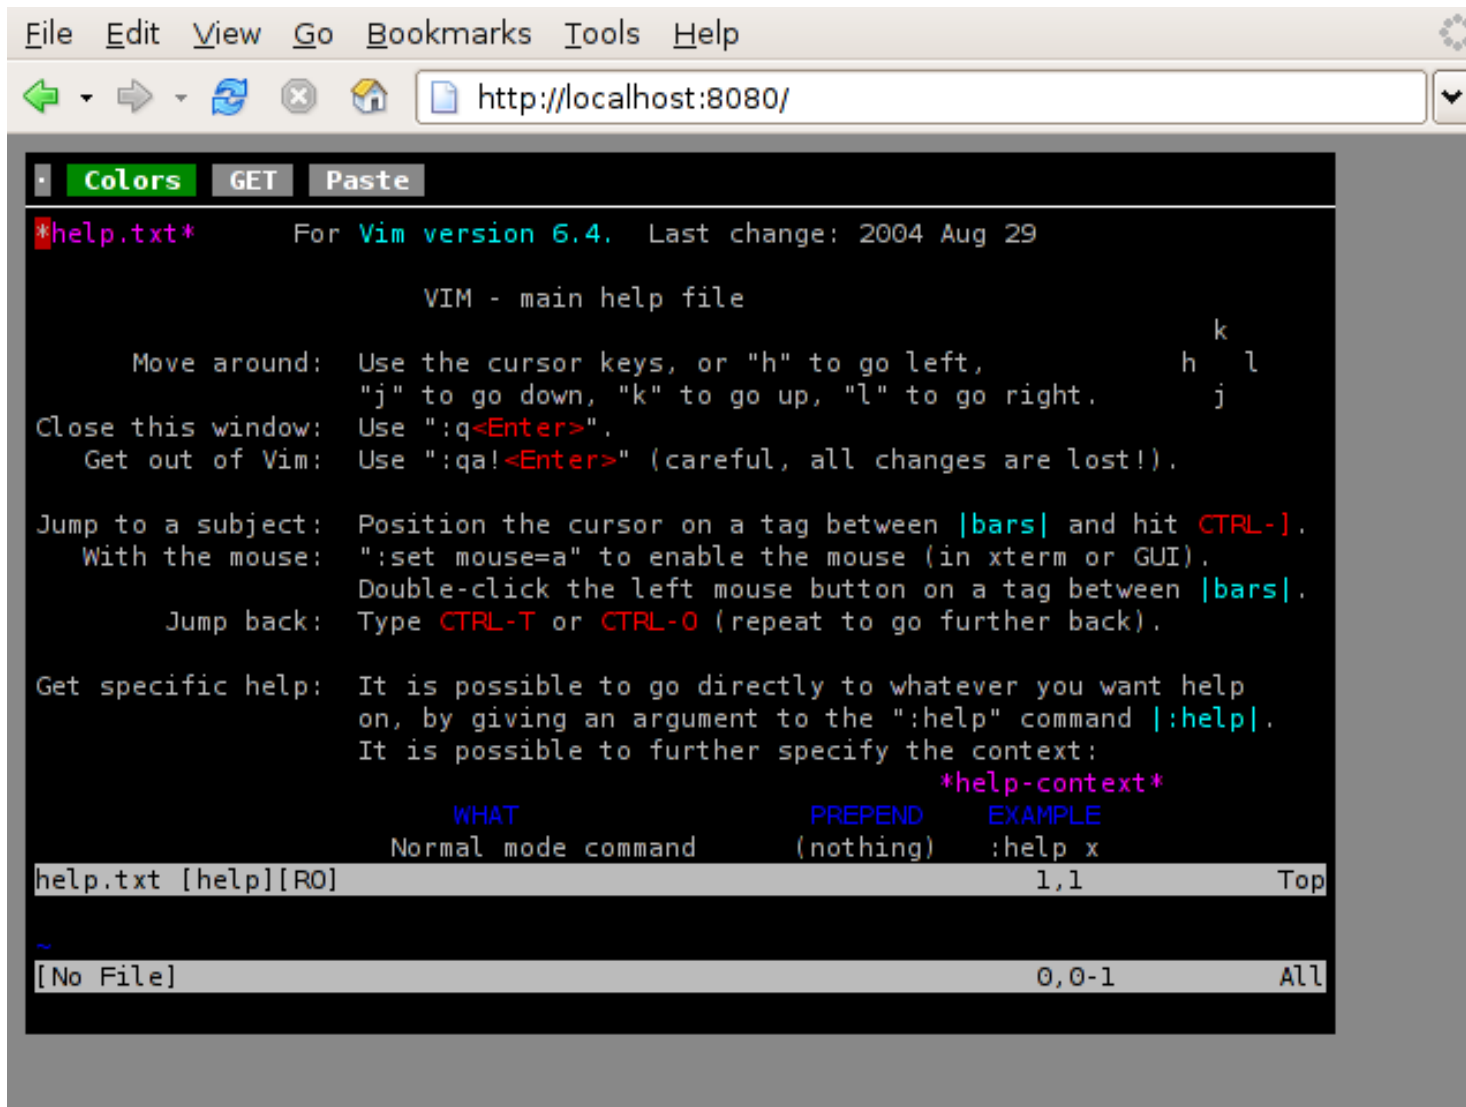 File Edit View Go Bookmarks Tools Help
http://localhost:8080/
· Colors GET Paste
*help.txt* For Vim version 6.4. Last change: 2004 Aug 29
VIM - main help file
k
Move around: Use the cursor keys, or "h" to go left, h l
"j" to go down, "k" to go up, "l" to go right. j
Close this window: Use ":q<Enter>".
Get out of Vim: Use ":qa!<Enter>" (careful, all changes are lost!).
Jump to a subject: Position the cursor on a tag between |bars| and hit CTRL-].
With the mouse: ":set mouse=a" to enable the mouse (in xterm or GUI).
Double-click the left mouse button on a tag between |bars|.
Jump back: Type CTRL-T or CTRL-O (repeat to go further back).
Get specific help: It is possible to go directly to whatever you want help
on, by giving an argument to the ":help" command |:help|.
It is possible to further specify the context:
*help-context*
WHAT PREPEND EXAMPLE
Normal mode command (nothing) :help x
help.txt [help][RO] 1,1 Top
~
[No File] 0,0-1 All